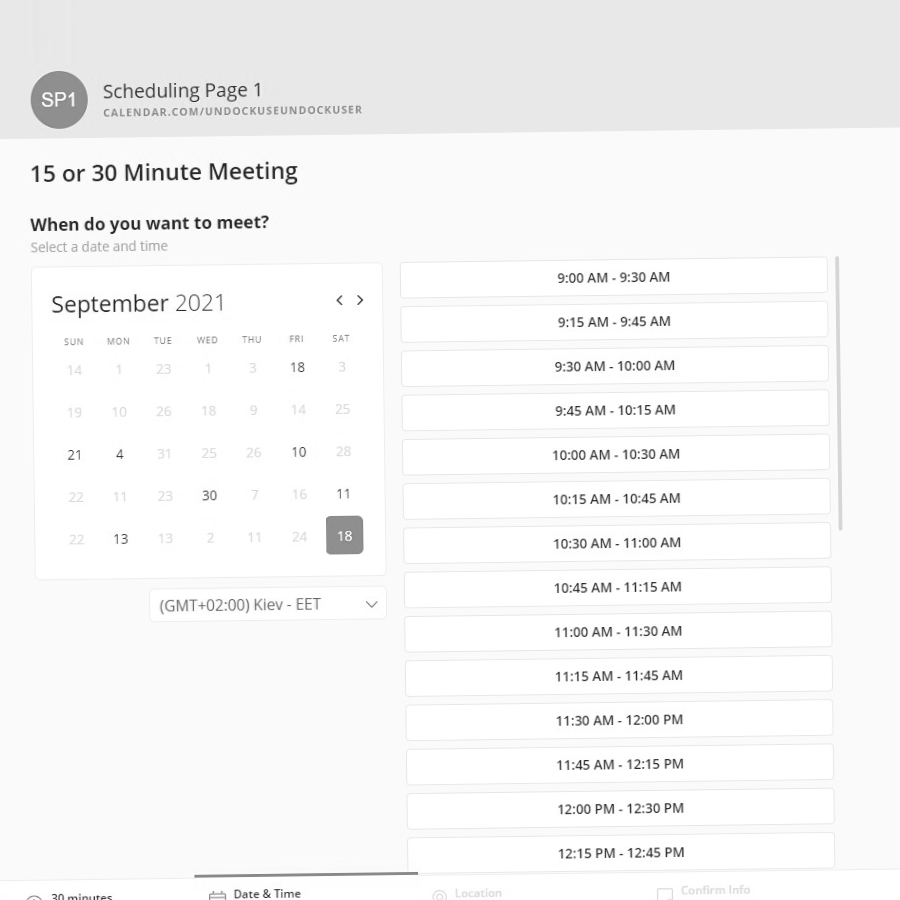 SP1
Scheduling Page 1
CALENDAR.COM/UNDOCKUSEUNDOCKUSER
15 or 30 Minute Meeting
When do you want to meet?
Select a date and time
September 2021
SUN MON TUE WED THU FRI SAT
14 1 23 1 3 18 3
19 10 26 18 9 14 25
21 4 31 25 26 10 28
22 11 23 30 7 16 11
22 13 13 2 11 24 18
(GMT+02:00) Kiev - EET
9:00 AM - 9:30 AM
9:15 AM - 9:45 AM
9:30 AM - 10:00 AM
9:45 AM - 10:15 AM
10:00 AM - 10:30 AM
10:15 AM - 10:45 AM
10:30 AM - 11:00 AM
10:45 AM - 11:15 AM
11:00 AM - 11:30 AM
11:15 AM - 11:45 AM
11:30 AM - 12:00 PM
11:45 AM - 12:15 PM
12:00 PM - 12:30 PM
12:15 PM - 12:45 PM
30 minutes
Date & Time
Location
Confirm Info